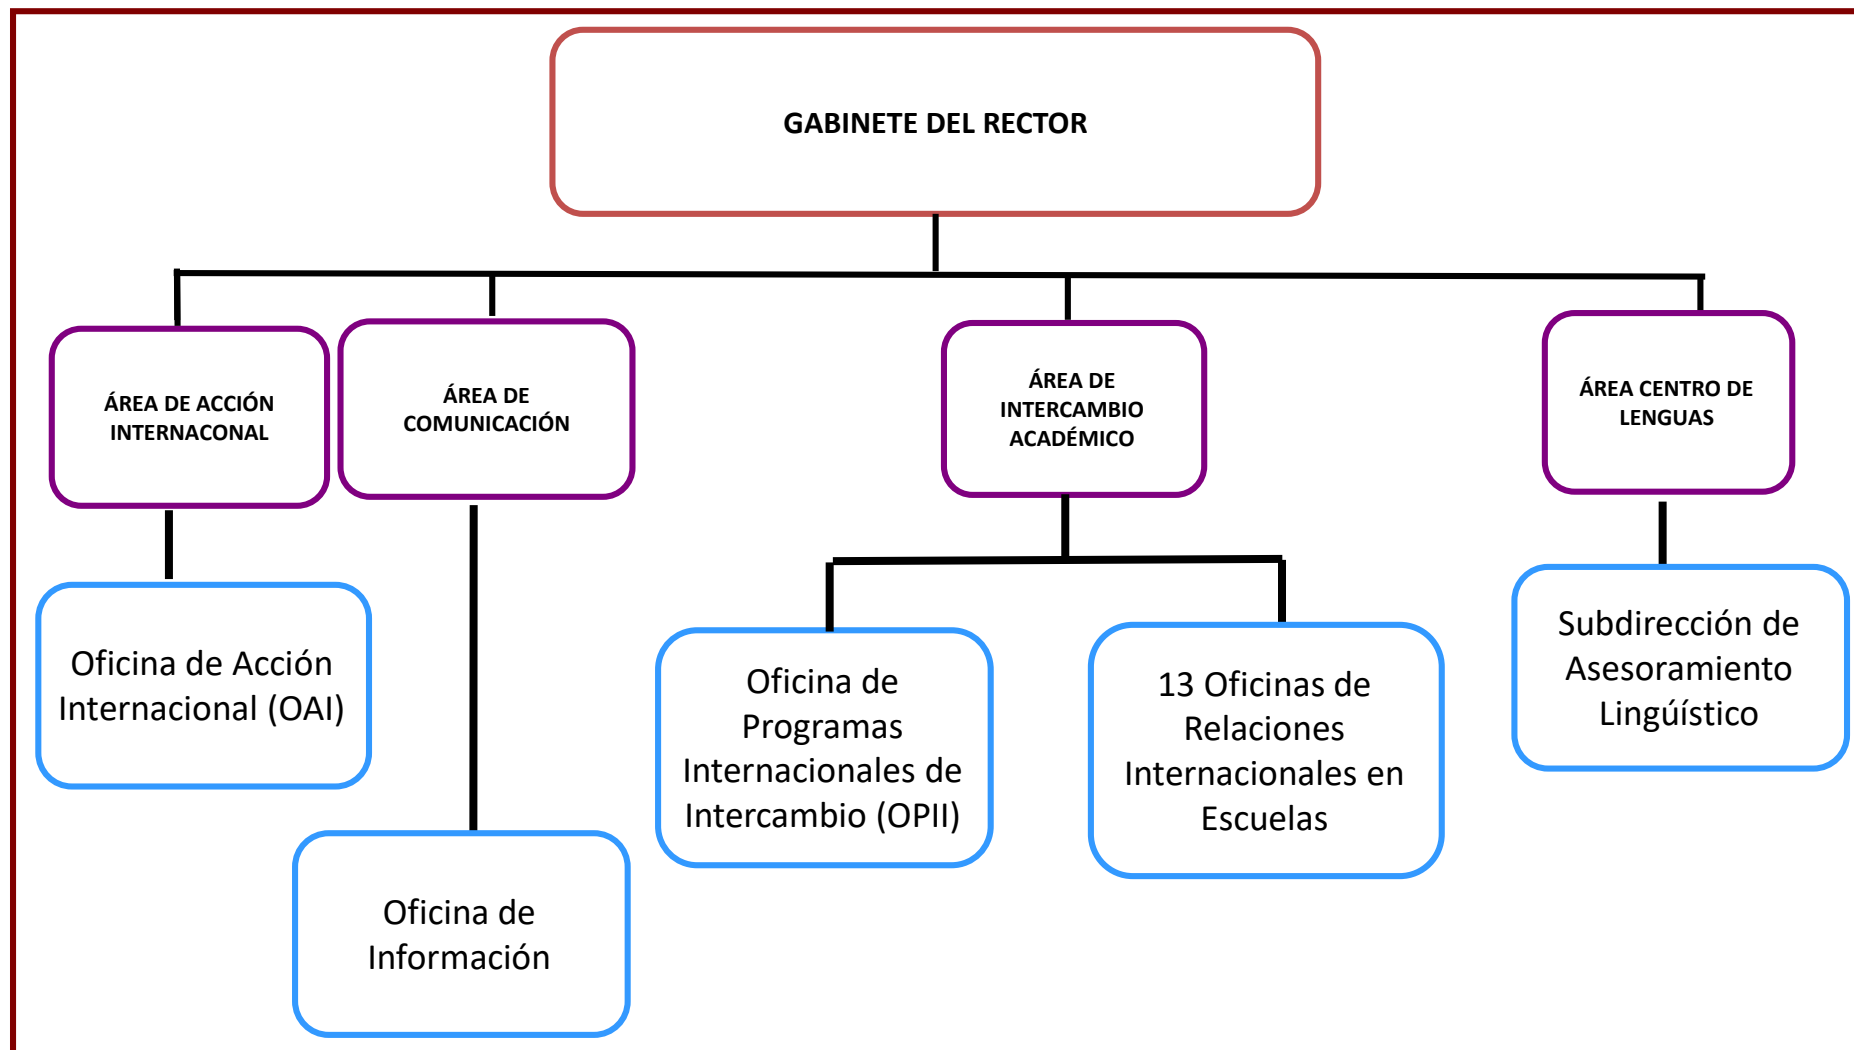 GABINETE DEL RECTOR
ÁREA DE ACCIÓN
INTERNACONAL
ÁREA DE
COMUNICACIÓN
ÁREA DE
INTERCAMBIO
ACADÉMICO
ÁREA CENTRO DE
LENGUAS
Oficina de Acción
Internacional (OAI)
Oficina de
Información
Oficina de
Programas
Internacionales de
Intercambio (OPII)
13 Oficinas de
Relaciones
Internacionales en
Escuelas
Subdirección de
Asesoramiento
Lingúístico